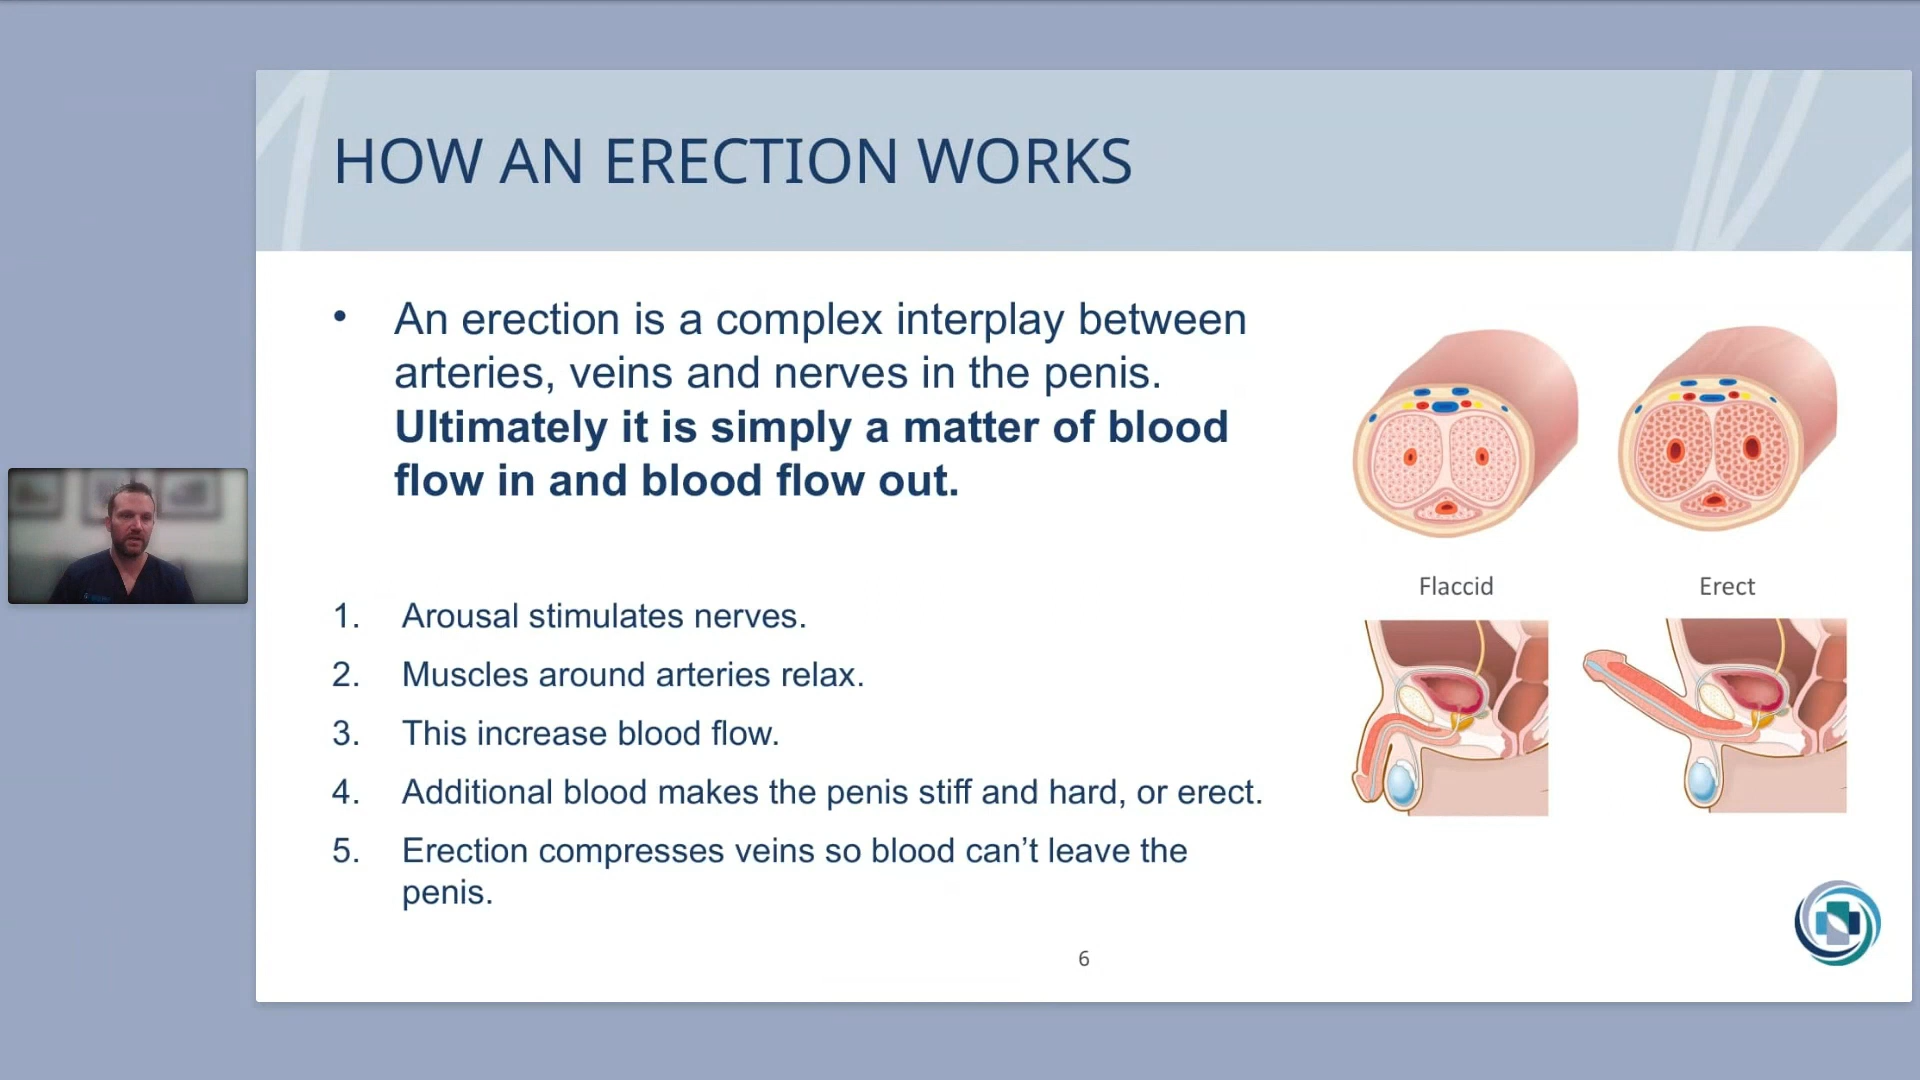 HOW AN ERECTION WORKS
• An erection is a complex interplay between
arteries, veins and nerves in the penis.
Ultimately it is simply a matter of blood
flow in and blood flow out.
1. Arousal stimulates nerves.
2. Muscles around arteries relax.
3. This increase blood flow.
4. Additional blood makes the penis stiff and hard, or erect.
5. Erection compresses veins so blood can’t leave the
penis.
Flaccid
Erect
6